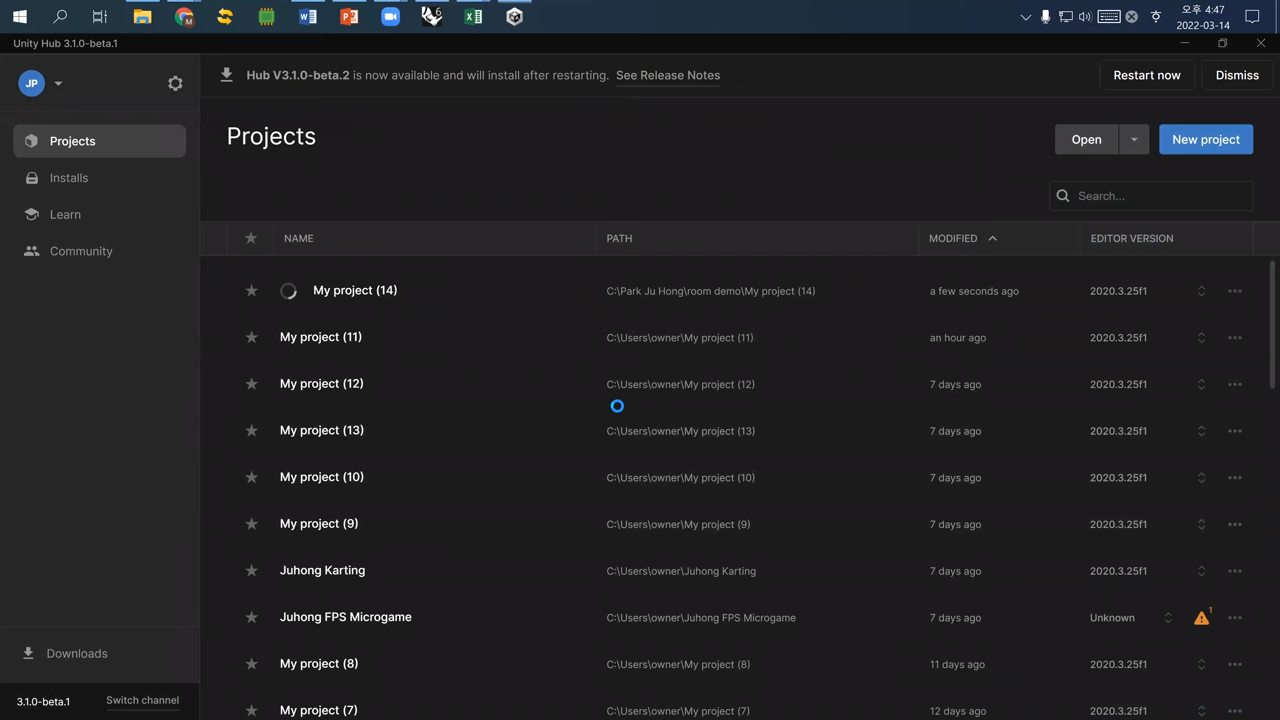 오후 4:47
2022-03-14
Unity Hub 3.1.0-beta.1
JP
Hub V3.1.0-beta.2 is now available and will install after restarting. See Release Notes
Restart now
Dismiss
Projects
Installs
Learn
Community
Projects
Open
New project
Search...
NAME PATH MODIFIED EDITOR VERSION
My project (14) C:\Park Ju Hong\room demo\My project (14) a few seconds ago 2020.3.25f1
My project (11) C:\Users\owner\My project (11) an hour ago 2020.3.25f1
My project (12) C:\Users\owner\My project (12) 7 days ago 2020.3.25f1
My project (13) C:\Users\owner\My project (13) 7 days ago 2020.3.25f1
My project (10) C:\Users\owner\My project (10) 7 days ago 2020.3.25f1
My project (9) C:\Users\owner\My project (9) 7 days ago 2020.3.25f1
Juhong Karting C:\Users\owner\Juhong Karting 7 days ago 2020.3.25f1
Juhong FPS Microgame C:\Users\owner\Juhong FPS Microgame 7 days ago Unknown 1
My project (8) C:\Users\owner\My project (8) 11 days ago 2020.3.25f1
My project (7) C:\Users\owner\My project (7) 12 days ago 2020.3.25f1
Downloads
3.1.0-beta.1 Switch channel